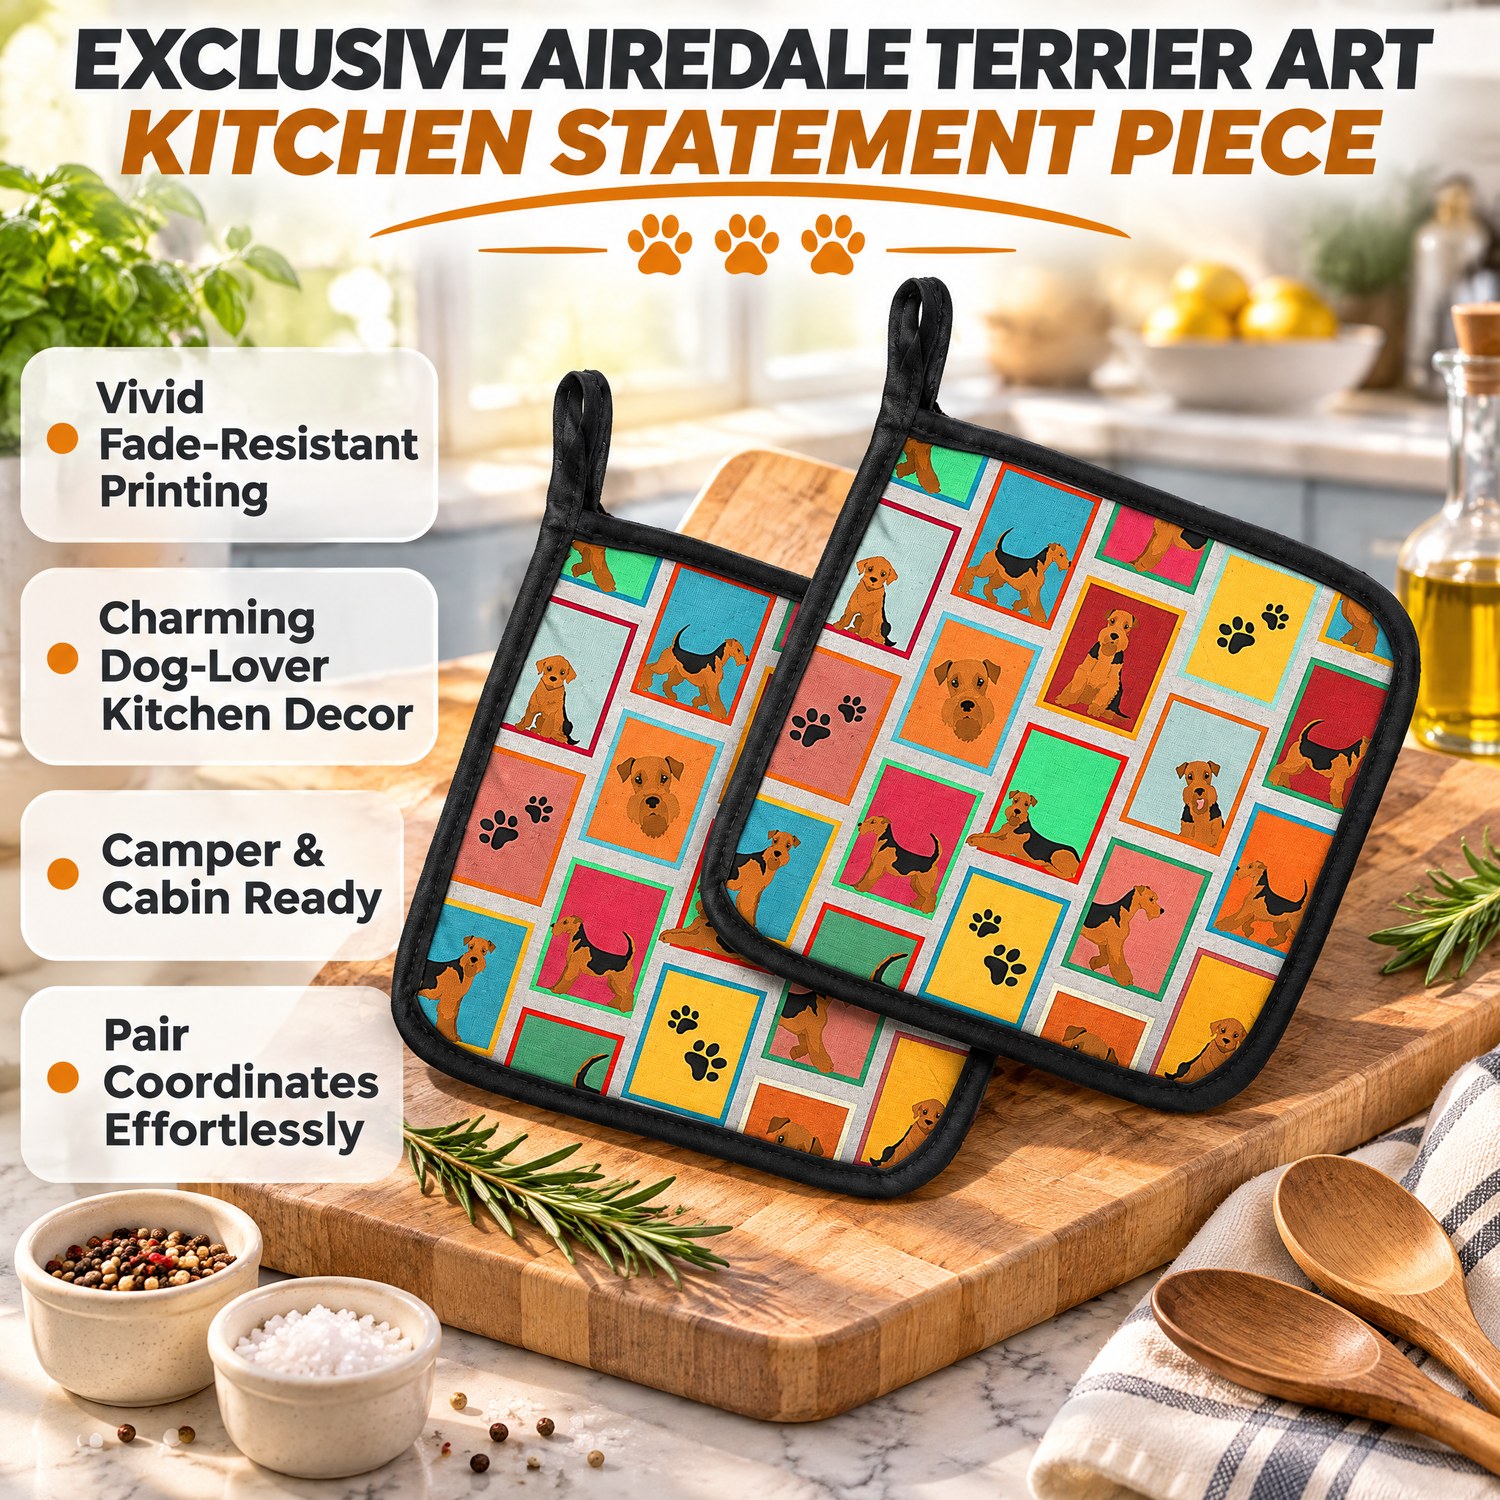 EXCLUSIVE AIREDALE TERRIER ART
KITCHEN STATEMENT PIECE
Vivid
Fade-Resistant
Printing
Charming
Dog-Lover
Kitchen Decor
Camper &
Cabin Ready
Pair
Coordinates
Effortlessly